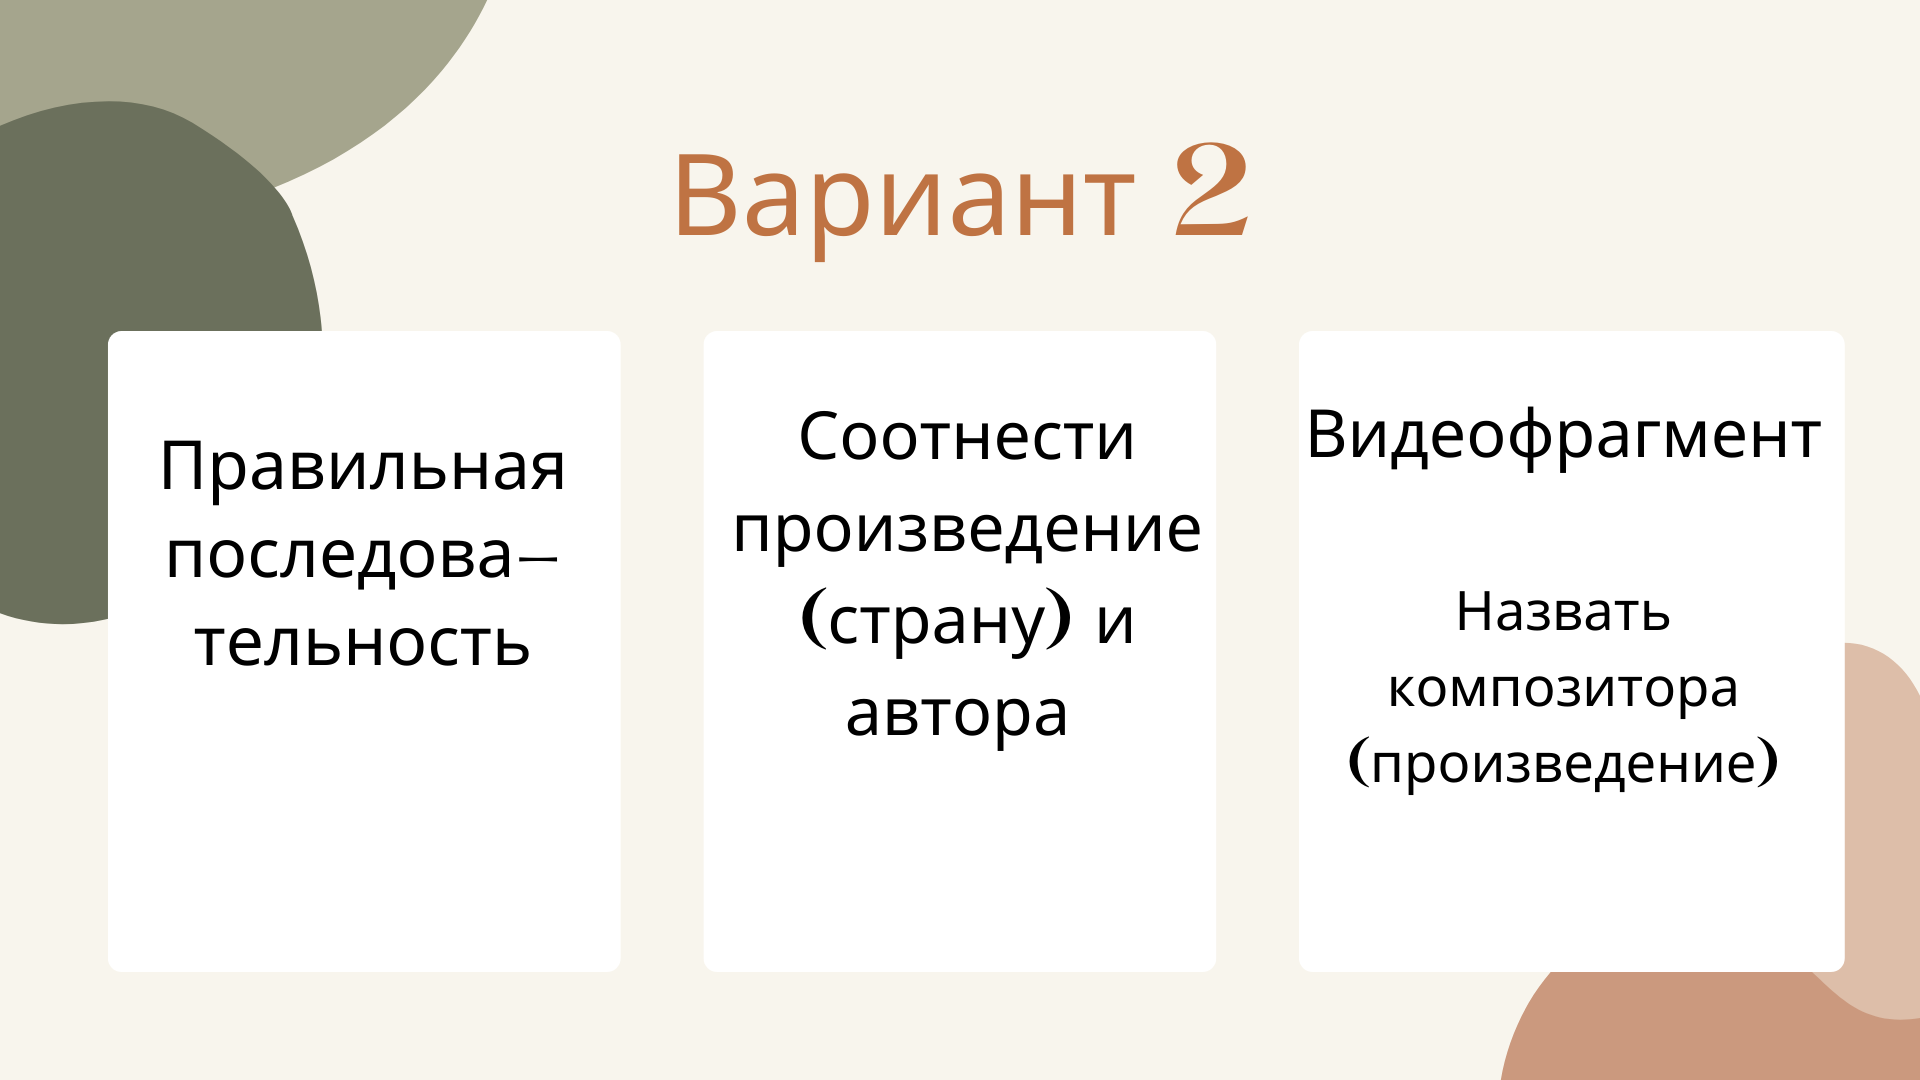 Вариант 2
Правильная
последова-
тельность
Соотнести
произведение
(страну) и
автора
Видеофрагмент
Назвать
композитора
(произведение)